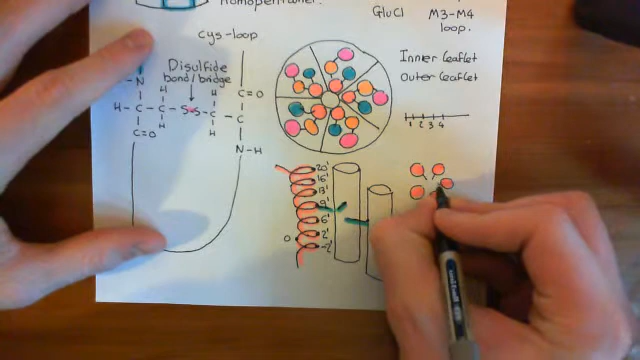 homopentamer.
GluCl M3-M4
loop.
cys-loop
Disulfide
bond/bridge
Inner leaflet
Outer leaflet
N
H
H
C=O
H-C-C-S-S-C-C
H
H
C=O
N-H
1 2 3 4
20'
16'
13'
9'
6'
2'
0
-2'